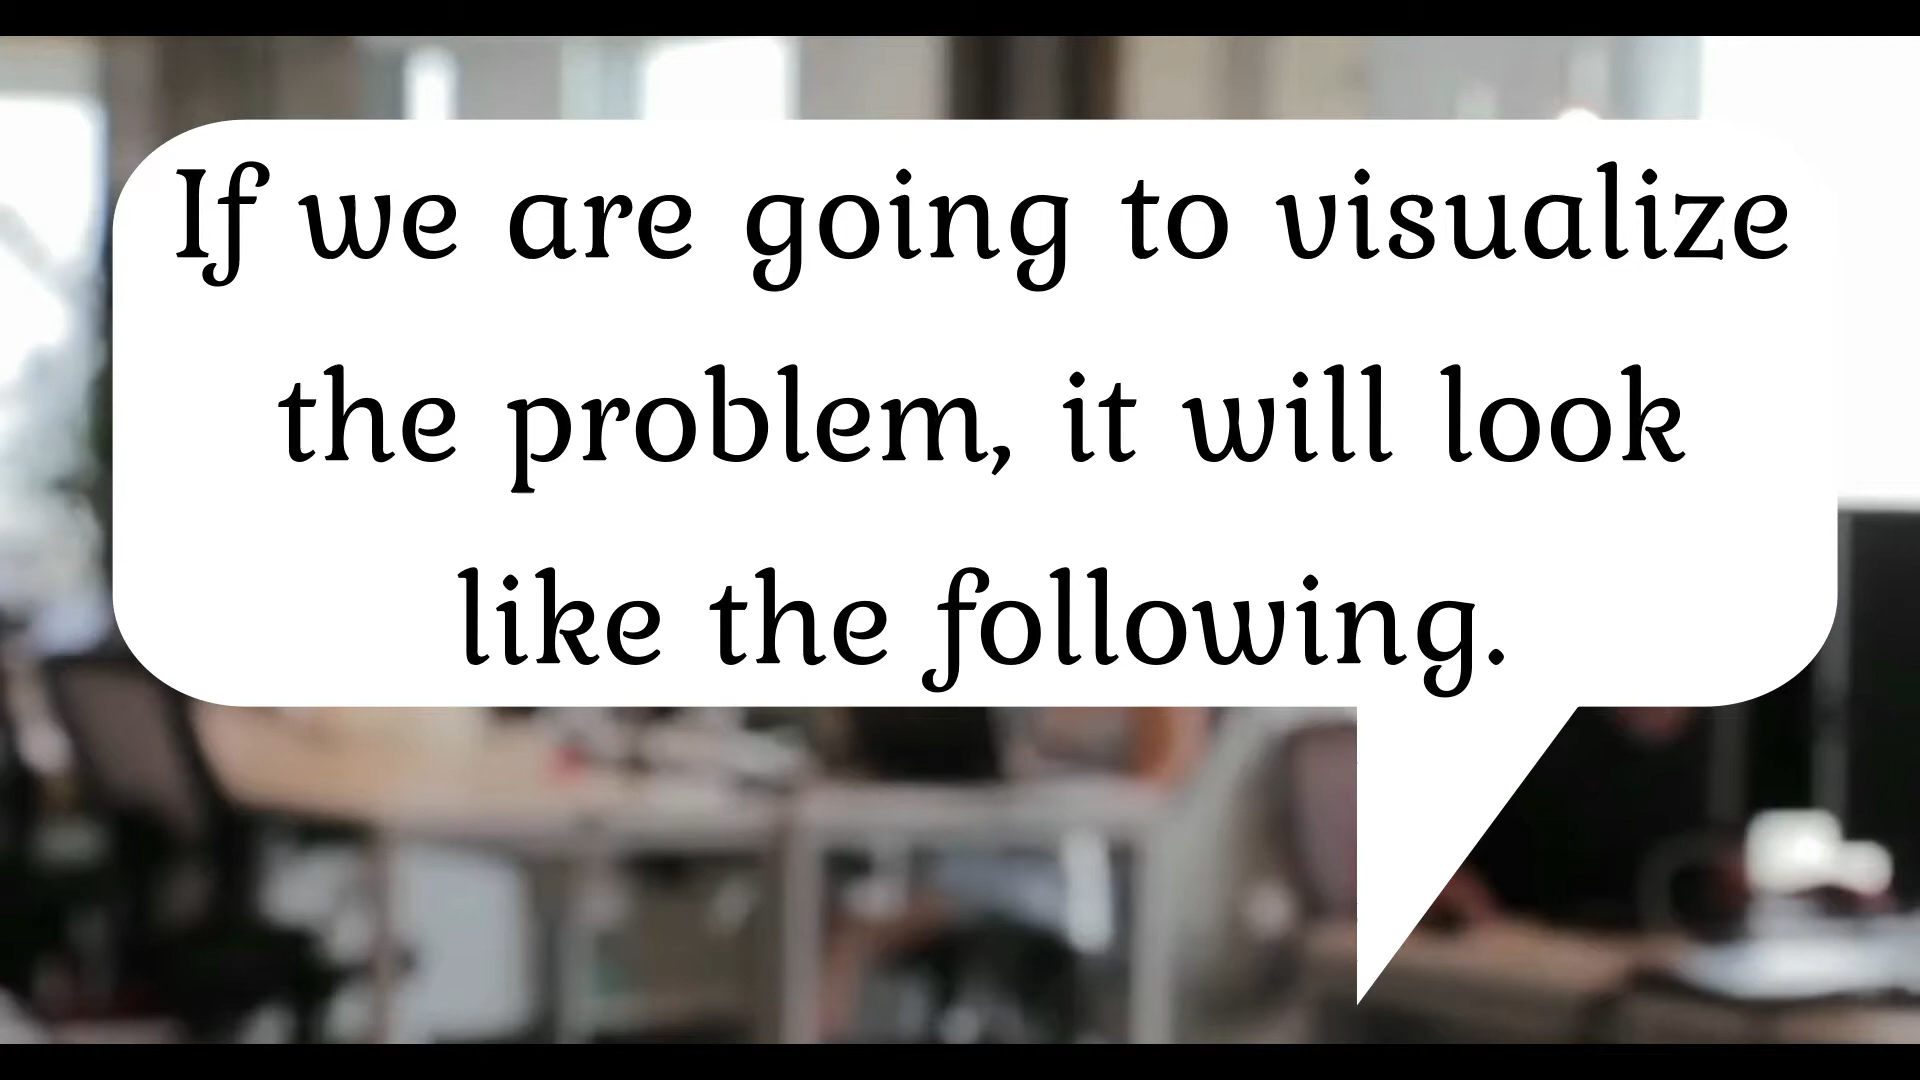 If we are going to visualize
the problem, it will look
like the following.